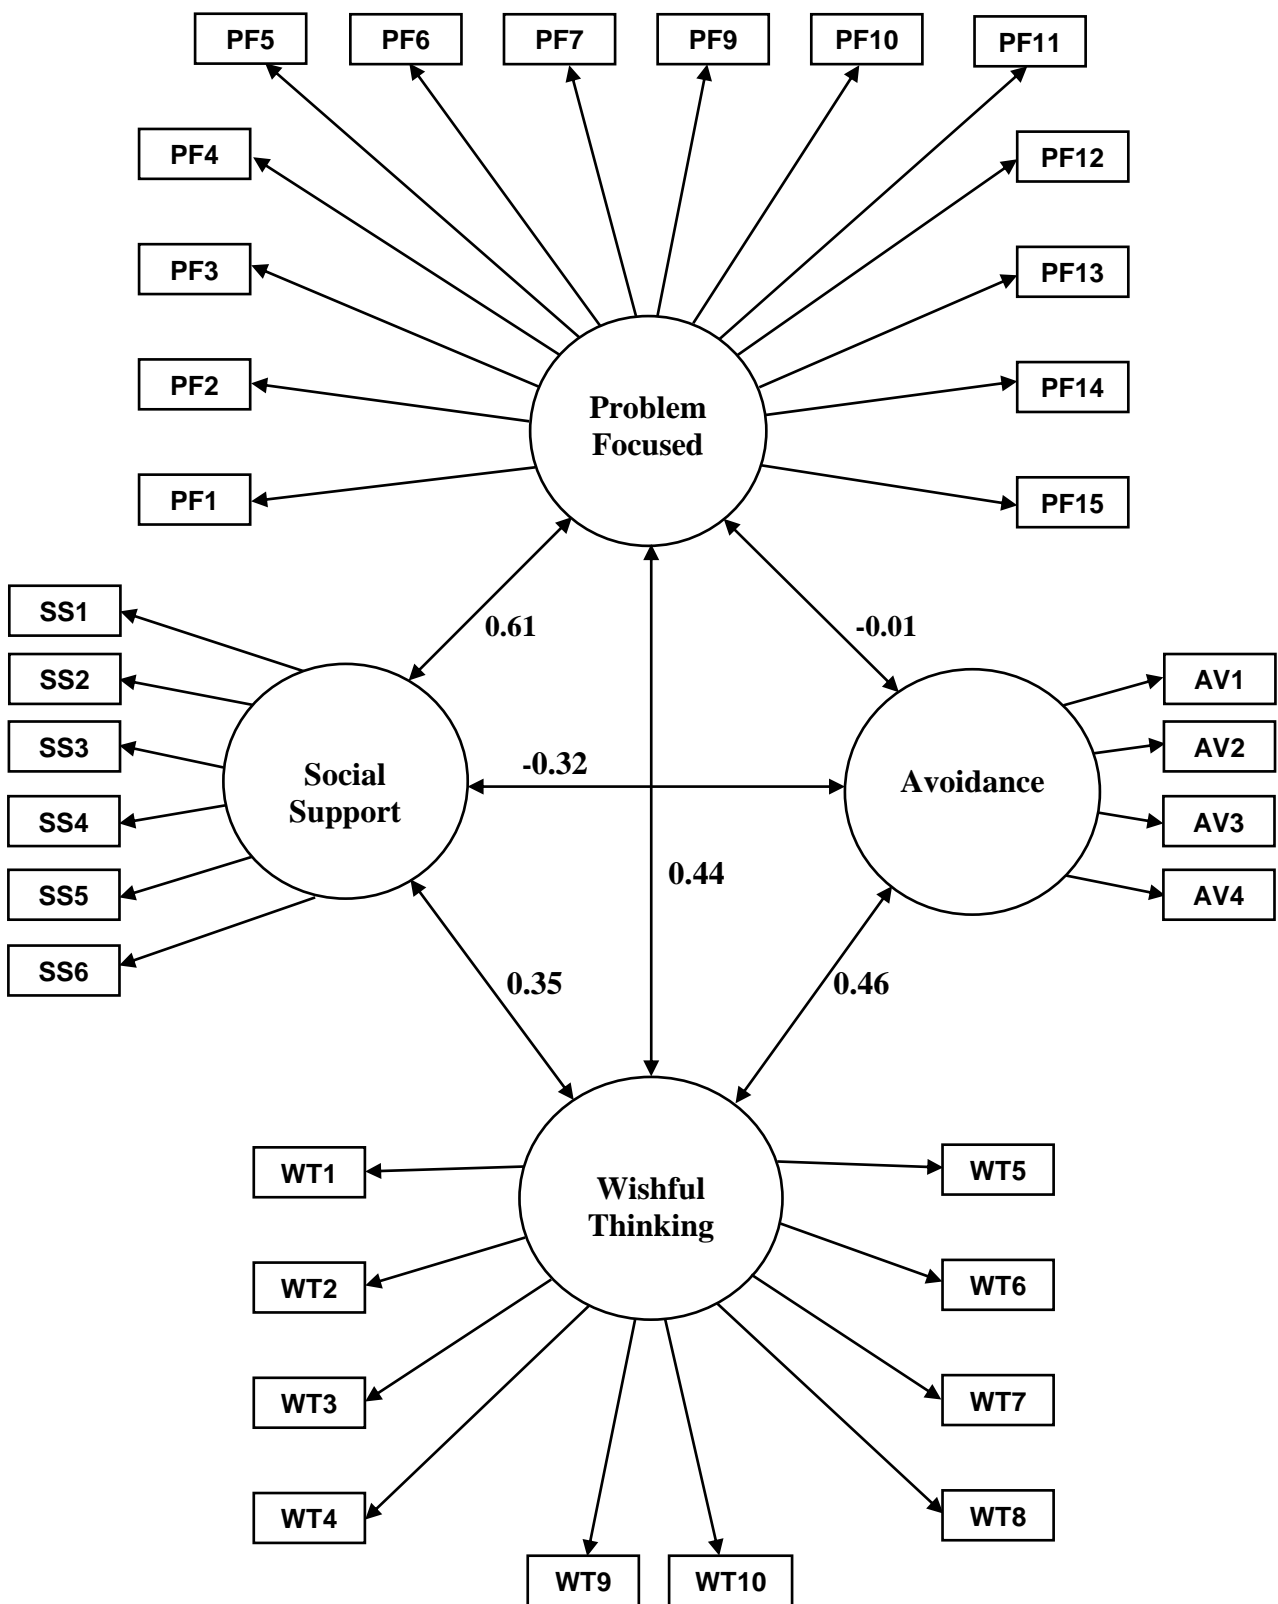 PF5
PF6
PF7
PF9
PF10
PF11
PF4
PF12
PF3
PF13
PF2
PF14
PF1
PF15
Problem
Focused
0.61
-0.01
SS1
SS2
SS3
SS4
SS5
SS6
Social
Support
-0.32
Avoidance
AV1
AV2
AV3
AV4
0.44
0.35
0.46
Wishful
Thinking
WT1
WT5
WT2
WT6
WT3
WT7
WT4
WT8
WT9
WT10